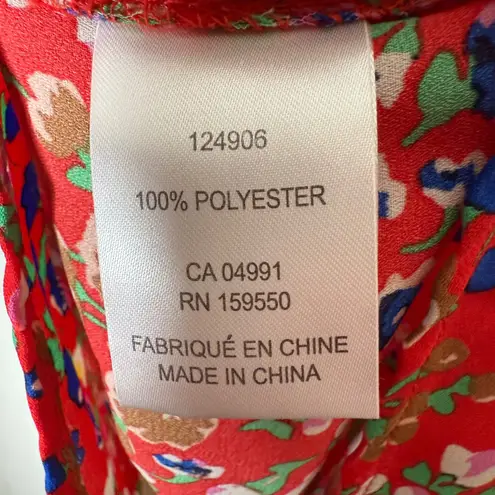 124906
100% POLYESTER
CA 04991
RN 159550
FABRIQUÉ EN CHINE
MADE IN CHINA